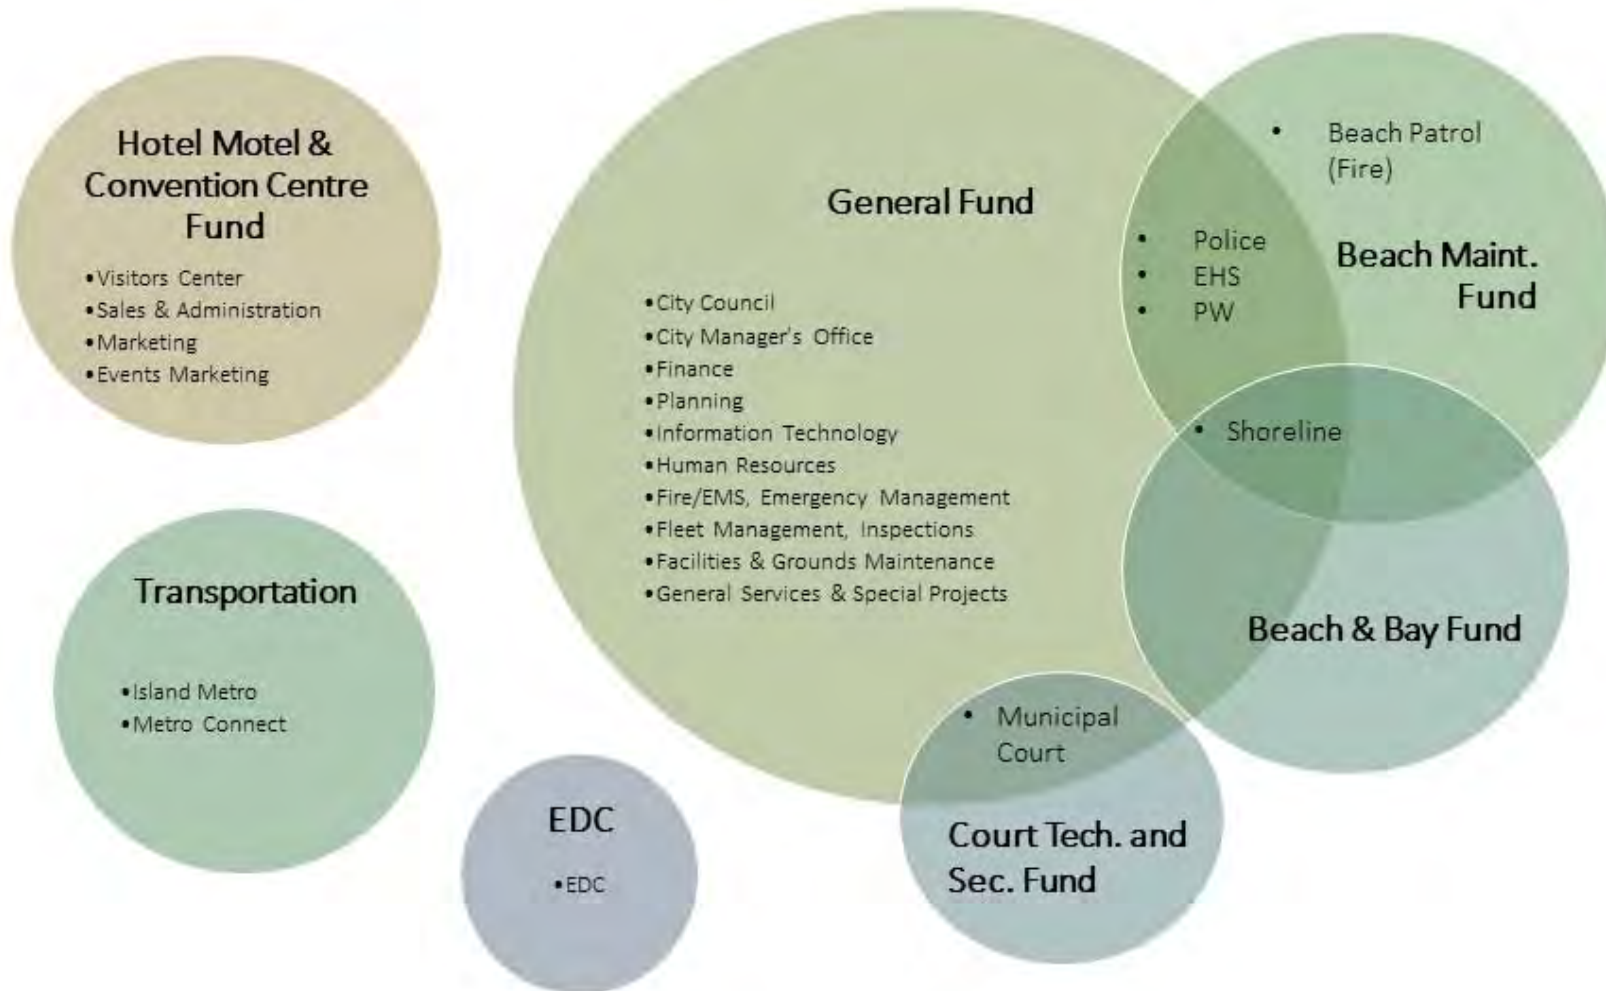 Hotel Motel &
Convention Centre
Fund
•Visitors Center
•Sales & Administration
•Marketing
•Events Marketing
General Fund
•City Council
•City Manager's Office
•Finance
•Planning
•Information Technology
•Human Resources
•Fire/EMS, Emergency Management
•Fleet Management, Inspections
•Facilities & Grounds Maintenance
•General Services & Special Projects
• Beach Patrol
(Fire)
• Police
• EHS
• PW
Beach Maint.
Fund
• Shoreline
Beach & Bay Fund
Transportation
•Island Metro
•Metro Connect
• Municipal
Court
Court Tech. and
Sec. Fund
EDC
•EDC